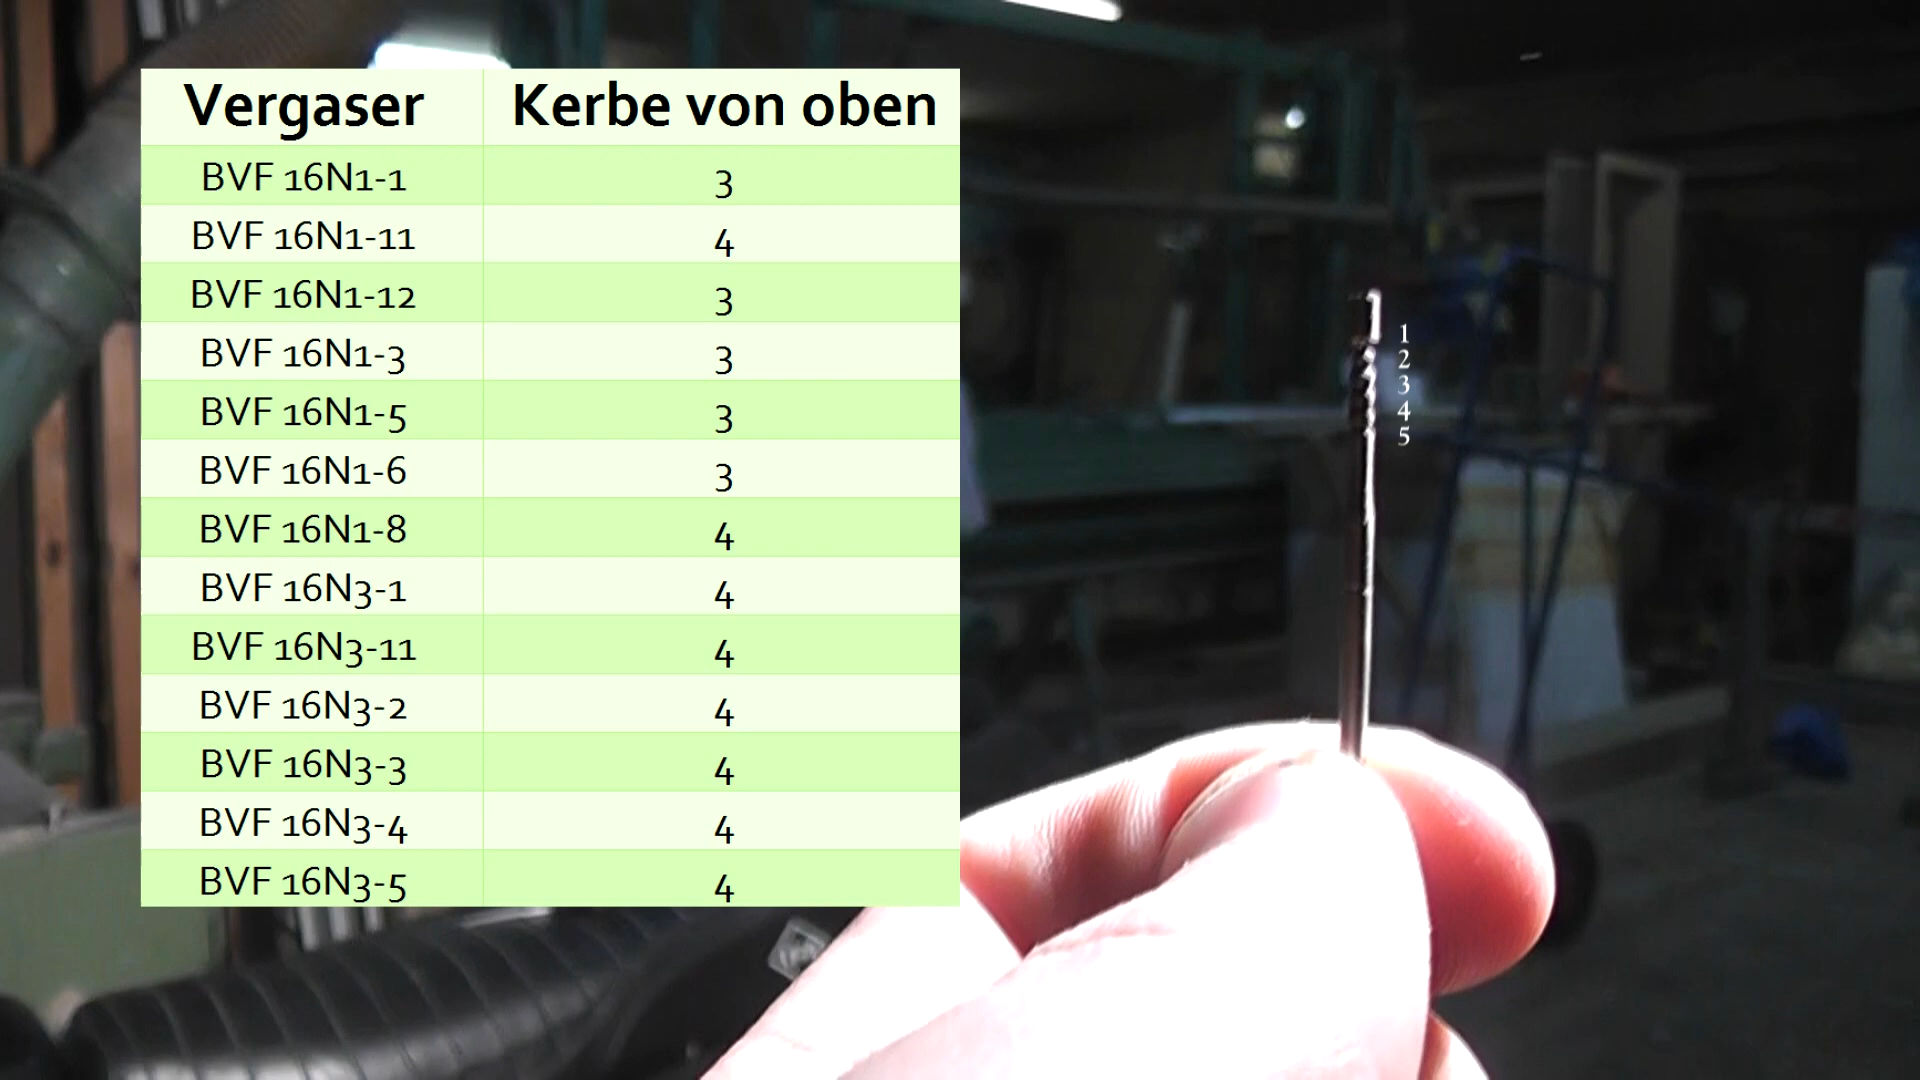 Vergaser Kerbe von oben
BVF 16N1-1 3
BVF 16N1-11 4
BVF 16N1-12 3
BVF 16N1-3 3
BVF 16N1-5 3
BVF 16N1-6 3
BVF 16N1-8 4
BVF 16N3-1 4
BVF 16N3-11 4
BVF 16N3-2 4
BVF 16N3-3 4
BVF 16N3-4 4
BVF 16N3-5 4
1
2
3
4
5